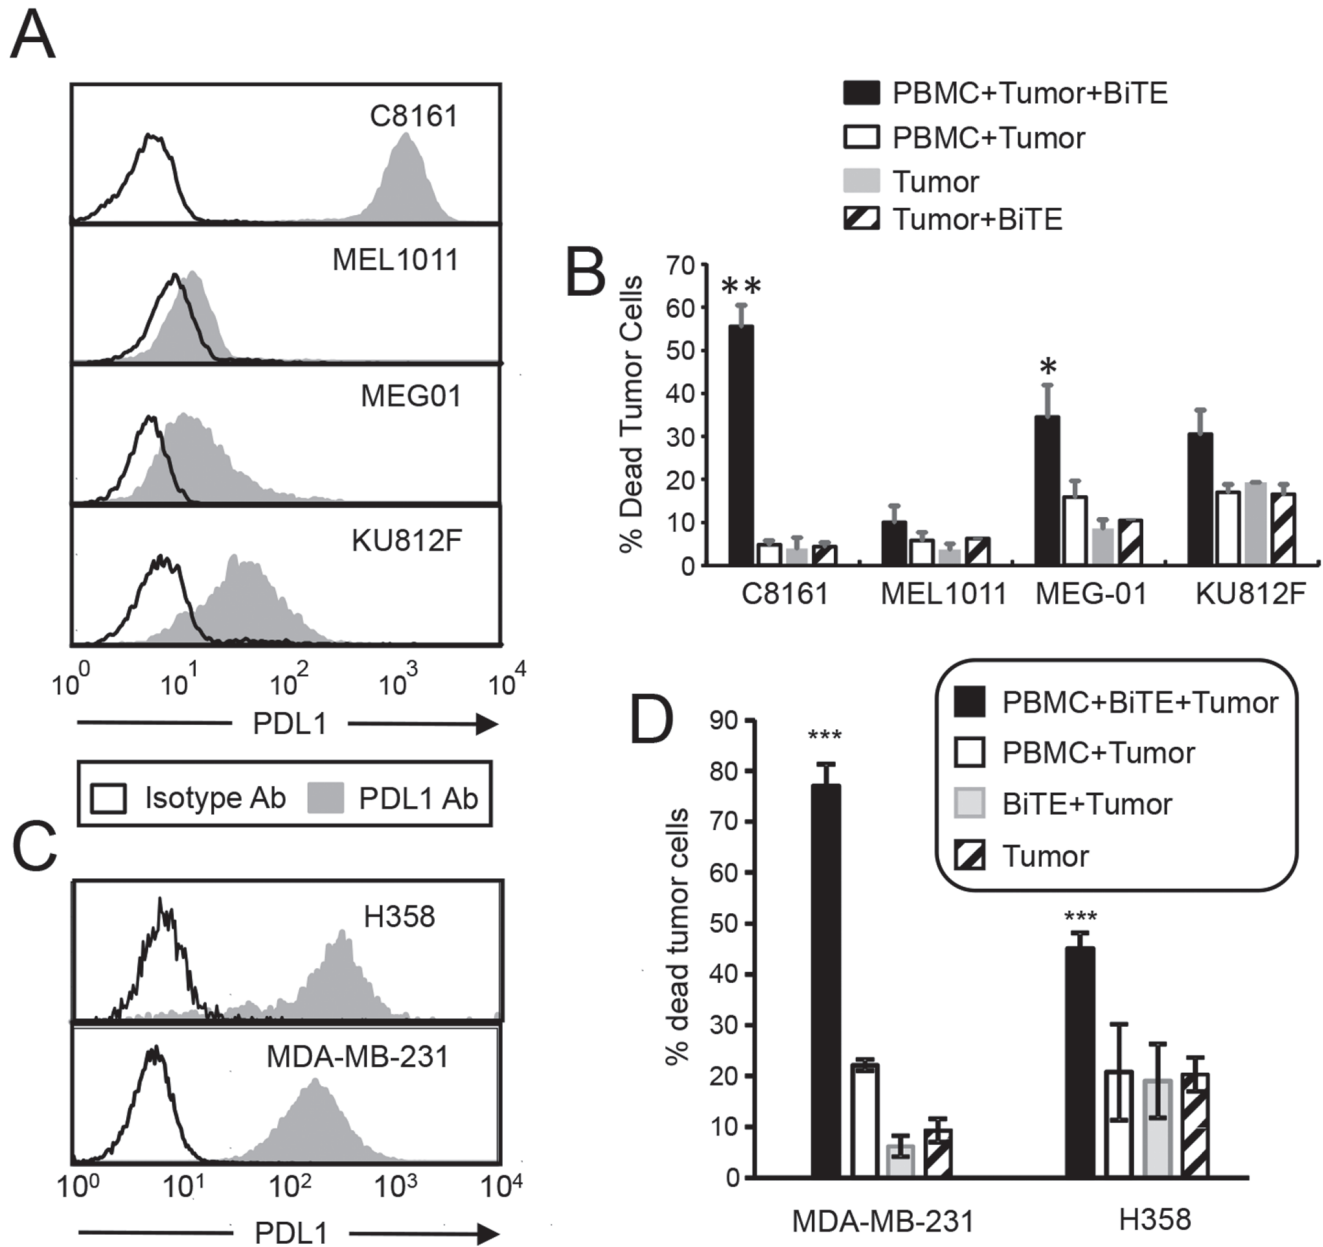 A
C8161
MEL1011
MEG01
KU812F
10^0 10^1 10^2 10^3 10^4
PDL1
Isotype Ab PDL1 Ab
PBMC+Tumor+BiTE
PBMC+Tumor
Tumor
Tumor+BiTE
B
% Dead Tumor Cells
70
60
50
40
30
20
10
0
**
*
C8161 MEL1011 MEG-01 KU812F
C
H358
MDA-MB-231
10^0 10^1 10^2 10^3 10^4
PDL1
D
PBMC+BiTE+Tumor
PBMC+Tumor
BiTE+Tumor
Tumor
% dead tumor cells
90
80
70
60
50
40
30
20
10
0
***
***
MDA-MB-231 H358